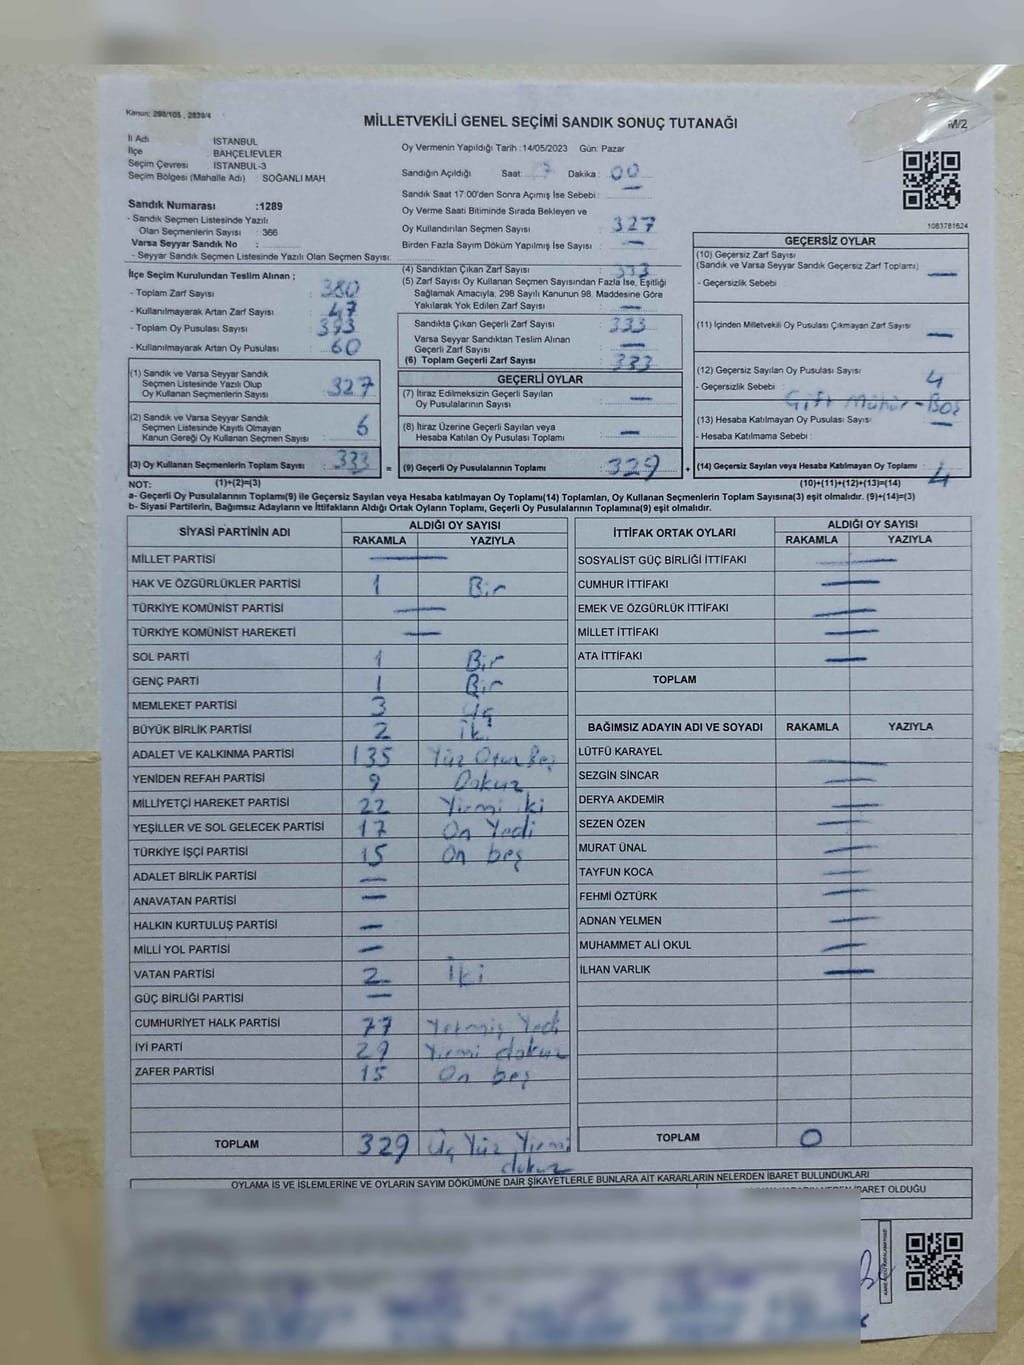 Kanun: 298/105 , 2839/4
MİLLETVEKİLİ GENEL SEÇİMİ SANDIK SONUÇ TUTANAĞI
M/2
İl Adı İSTANBUL
İlçe BAHÇELİEVLER
Seçim Çevresi İSTANBUL-3
Seçim Bölgesi (Mahalle Adı) : SOĞANLI MAH
Sandık Numarası :1289
- Sandık Seçmen Listesinde Yazılı
Olan Seçmenlerin Sayısı : 366
Varsa Seyyar Sandık No :
- Seyyar Sandık Seçmen Listesinde Yazılı Olan Seçmen Sayısı:
Oy Vermenin Yapıldığı Tarih :14/05/2023 Gün: Pazar
Sandığın Açıldığı Saat : 7 Dakika : 00
Sandık Saat 17:00'den Sonra Açımış İse Sebebi : —
Oy Verme Saati Bitiminde Sırada Bekleyen ve
Oy Kullandırılan Seçmen Sayısı : 327
Birden Fazla Sayım Döküm Yapılmış İse Sayısı : —
1083781624
İlçe Seçim Kurulundan Teslim Alınan ;
- Toplam Zarf Sayısı : 380
- Kullanılmayarak Artan Zarf Sayısı : 47
- Toplam Oy Pusulası Sayısı : 393
- Kullanılmayarak Artan Oy Pusulası : 60
(1) Sandık ve Varsa Seyyar Sandık
Seçmen Listesinde Yazılı Olup
Oy Kullanan Seçmenlerin Sayısı : 327
(2) Sandık ve Varsa Seyyar Sandık
Seçmen Listesinde Kayıtlı Olmayan
Kanun Gereği Oy Kullanan Seçmen Sayısı : 6
(3) Oy Kullanan Seçmenlerin Toplam Sayısı : 333 =
(4) Sandıktan Çıkan Zarf Sayısı : 333
(5) Zarf Sayısı Oy Kullanan Seçmen Sayısından Fazla İse, Eşitliği
Sağlamak Amacıyla, 298 Sayılı Kanunun 98. Maddesine Göre
Yakılarak Yok Edilen Zarf Sayısı : —
Sandıkta Çıkan Geçerli Zarf Sayısı : 333
Varsa Seyyar Sandıktan Teslim Alınan
Geçerli Zarf Sayısı : —
(6) Toplam Geçerli Zarf Sayısı : 333
GEÇERLİ OYLAR
(7) İtiraz Edilmeksizin Geçerli Sayılan
Oy Pusulalarının Sayısı : —
(8) İtiraz Üzerine Geçerli Sayılan veya
Hesaba Katılan Oy Pusulası Toplamı : —
(9) Geçerli Oy Pusulalarının Toplamı : 329 +
GEÇERSİZ OYLAR
(10) Geçersiz Zarf Sayısı
(Sandık ve Varsa Seyyar Sandık Geçersiz Zarf Toplamı) : —
- Geçersizlik Sebebi :
(11) İçinden Milletvekili Oy Pusulası Çıkmayan Zarf Sayısı : —
(12) Geçersiz Sayılan Oy Pusulası Sayısı : 4
- Geçersizlik Sebebi : Çift Mühür - Boş
(13) Hesaba Katılmayan Oy Pusulası Sayısı : —
- Hesaba Katılmama Sebebi :
(14) Geçersiz Sayılan veya Hesaba Katılmayan Oy Toplamı : 4
NOT: (1)+(2)=(3) (10)+(11)+(12)+(13)=(14)
a- Geçerli Oy Pusulalarının Toplamı(9) ile Geçersiz Sayılan veya Hesaba katılmayan Oy Toplamı(14) Toplamları, Oy Kullanan Seçmenlerin Toplam Sayısına(3) eşit olmalıdır. (9)+(14)=(3)
b- Siyasi Partilerin, Bağımsız Adayların ve İttifakların Aldığı Ortak Oyların Toplamı, Geçerli Oy Pusulalarının Toplamına(9) eşit olmalıdır.
SİYASİ PARTİNİN ADI ALDIĞI OY SAYISI
RAKAMLA YAZIYLA
MİLLET PARTİSİ —
HAK VE ÖZGÜRLÜKLER PARTİSİ 1 Bir
TÜRKİYE KOMÜNİST PARTİSİ —
TÜRKİYE KOMÜNİST HAREKETİ —
SOL PARTİ 1 Bir
GENÇ PARTİ 1 Bir
MEMLEKET PARTİSİ 3 Üç
BÜYÜK BİRLİK PARTİSİ 2 İki
ADALET VE KALKINMA PARTİSİ 135 Yüz Otuz Beş
YENİDEN REFAH PARTİSİ 9 Dokuz
MİLLİYETÇİ HAREKET PARTİSİ 22 Yirmi iki
YEŞİLLER VE SOL GELECEK PARTİSİ 17 On Yedi
TÜRKİYE İŞÇİ PARTİSİ 15 On beş
ADALET BİRLİK PARTİSİ —
ANAVATAN PARTİSİ —
HALKIN KURTULUŞ PARTİSİ —
MİLLİ YOL PARTİSİ —
VATAN PARTİSİ 2 İki
GÜÇ BİRLİĞİ PARTİSİ —
CUMHURİYET HALK PARTİSİ 77 Yetmiş Yedi
İYİ PARTİ 29 Yirmi dokuz
ZAFER PARTİSİ 15 On beş
TOPLAM 329 Üç Yüz Yirmi
dokuz
İTTİFAK ORTAK OYLARI ALDIĞI OY SAYISI
RAKAMLA YAZIYLA
SOSYALİST GÜÇ BİRLİĞİ İTTİFAKI —
CUMHUR İTTİFAKI —
EMEK VE ÖZGÜRLÜK İTTİFAKI —
MİLLET İTTİFAKI —
ATA İTTİFAKI —
TOPLAM
BAĞIMSIZ ADAYIN ADI VE SOYADI RAKAMLA YAZIYLA
LÜTFÜ KARAYEL —
SEZGİN SİNCAR —
DERYA AKDEMİR —
SEZEN ÖZEN —
MURAT ÜNAL —
TAYFUN KOCA —
FEHMİ ÖZTÜRK —
ADNAN YELMEN —
MUHAMMET ALİ OKUL —
İLHAN VARLIK —
TOPLAM 0
OYLAMA İŞ VE İŞLEMLERİNE VE OYLARIN SAYIM DÖKÜMÜNE DAİR ŞİKAYETLERLE BUNLARA AİT KARARLARIN NELERDEN İBARET BULUNDUKLARI
İBARET OLDUĞU